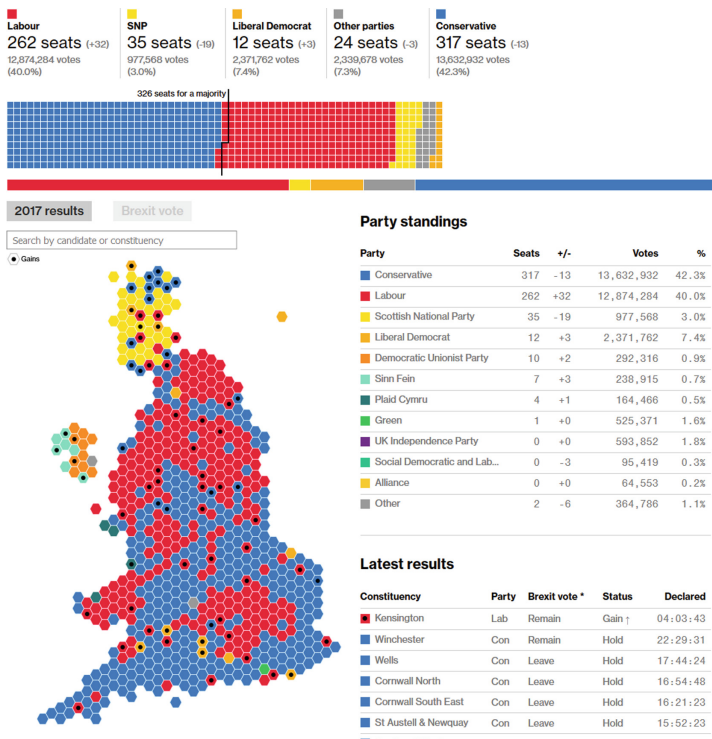 Labour
262 seats (+32)
12,874,284 votes
(40.0%)
SNP
35 seats (-19)
977,568 votes
(3.0%)
Liberal Democrat
12 seats (+3)
2,371,762 votes
(7.4%)
Other parties
24 seats (-3)
2,339,678 votes
(7.3%)
Conservative
317 seats (-13)
13,632,932 votes
(42.3%)
326 seats for a majority
2017 results
Brexit vote
Search by candidate or constituency
Gains
Party standings
Party Seats +/- Votes %
Conservative 317 -13 13,632,932 42.3%
Labour 262 +32 12,874,284 40.0%
Scottish National Party 35 -19 977,568 3.0%
Liberal Democrat 12 +3 2,371,762 7.4%
Democratic Unionist Party 10 +2 292,316 0.9%
Sinn Fein 7 +3 238,915 0.7%
Plaid Cymru 4 +1 164,466 0.5%
Green 1 +0 525,371 1.6%
UK Independence Party 0 +0 593,852 1.8%
Social Democratic and Lab... 0 -3 95,419 0.3%
Alliance 0 +0 64,553 0.2%
Other 2 -6 364,786 1.1%
Latest results
Constituency Party Brexit vote * Status Declared
Kensington Lab Remain Gain ↑ 04:03:43
Winchester Con Remain Hold 22:29:31
Wells Con Leave Hold 17:44:24
Cornwall North Con Leave Hold 16:54:48
Cornwall South East Con Leave Hold 16:21:23
St Austell & Newquay Con Leave Hold 15:52:23